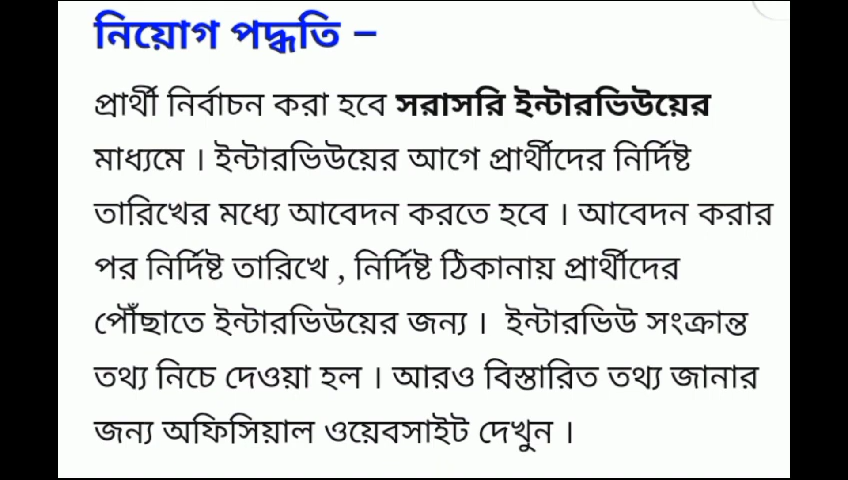 নিয়োগ পদ্ধতি –
প্রার্থী নির্বাচন করা হবে সরাসরি ইন্টারভিউয়ের
মাধ্যমে । ইন্টারভিউয়ের আগে প্রার্থীদের নির্দিষ্ট
তারিখের মধ্যে আবেদন করতে হবে । আবেদন করার
পর নির্দিষ্ট তারিখে , নির্দিষ্ট ঠিকানায় প্রার্থীদের
পৌঁছাতে ইন্টারভিউয়ের জন্য । ইন্টারভিউ সংক্রান্ত
তথ্য নিচে দেওয়া হল । আরও বিস্তারিত তথ্য জানার
জন্য অফিসিয়াল ওয়েবসাইট দেখুন ।